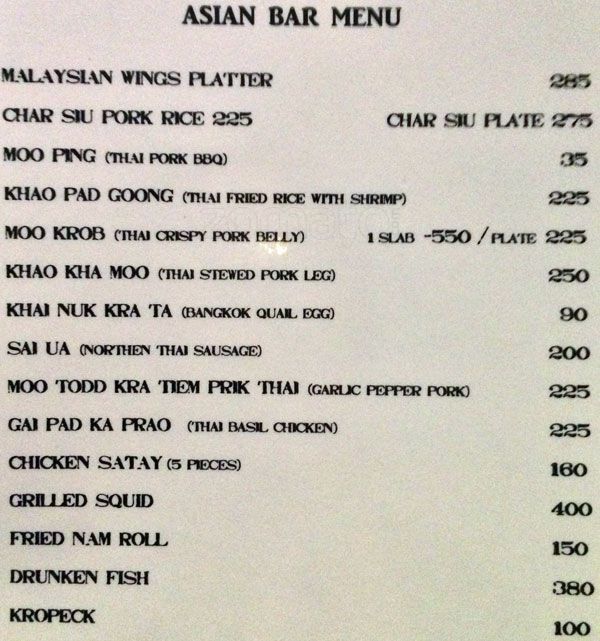 ASIAN BAR MENU
MALAYSIAN WINGS PLATTER 285
CHAR SIU PORK RICE 225 CHAR SIU PLATE 275
MOO PING (THAI PORK BBQ) 35
KHAO PAD GOONG (THAI FRIED RICE WITH SHRIMP) 225
MOO KROB (THAI CRISPY PORK BELLY) 1 SLAB -550 / PLATE 225
KHAO KHA MOO (THAI STEWED PORK LEG) 250
KHAI NUK KRA TA (BANGKOK QUAIL EGG) 90
SAI UA (NORTHEN THAI SAUSAGE) 200
MOO TODD KRA TIEM PRIK THAI (GARLIC PEPPER PORK) 225
GAI PAD KA PRAO (THAI BASIL CHICKEN) 225
CHICKEN SATAY (5 PIECES) 160
GRILLED SQUID 400
FRIED NAM ROLL 150
DRUNKEN FISH 380
KROPECK 100